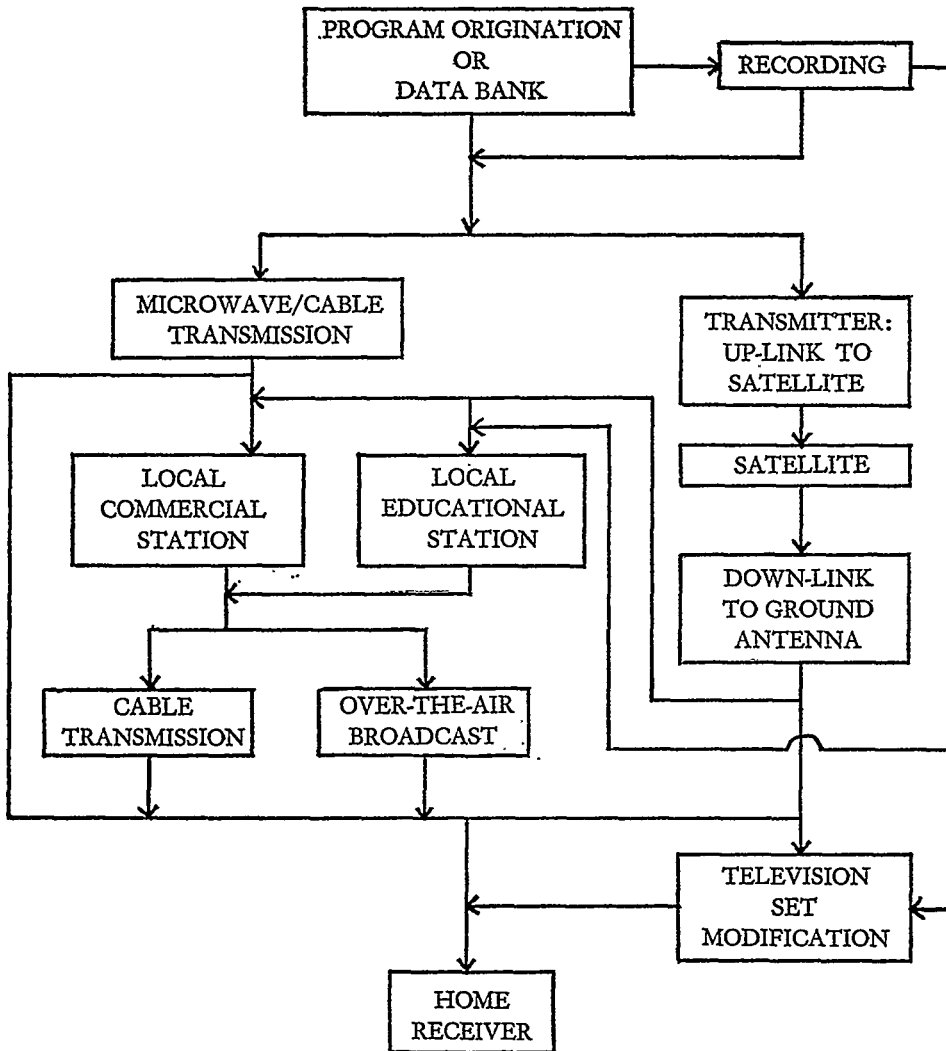 PROGRAM ORIGINATION
OR
DATA BANK
RECORDING
MICROWAVE/CABLE
TRANSMISSION
TRANSMITTER:
UP-LINK TO
SATELLITE
LOCAL
COMMERCIAL
STATION
LOCAL
EDUCATIONAL
STATION
SATELLITE
DOWN-LINK
TO GROUND
ANTENNA
CABLE
TRANSMISSION
OVER-THE-AIR
BROADCAST
TELEVISION
SET
MODIFICATION
HOME
RECEIVER